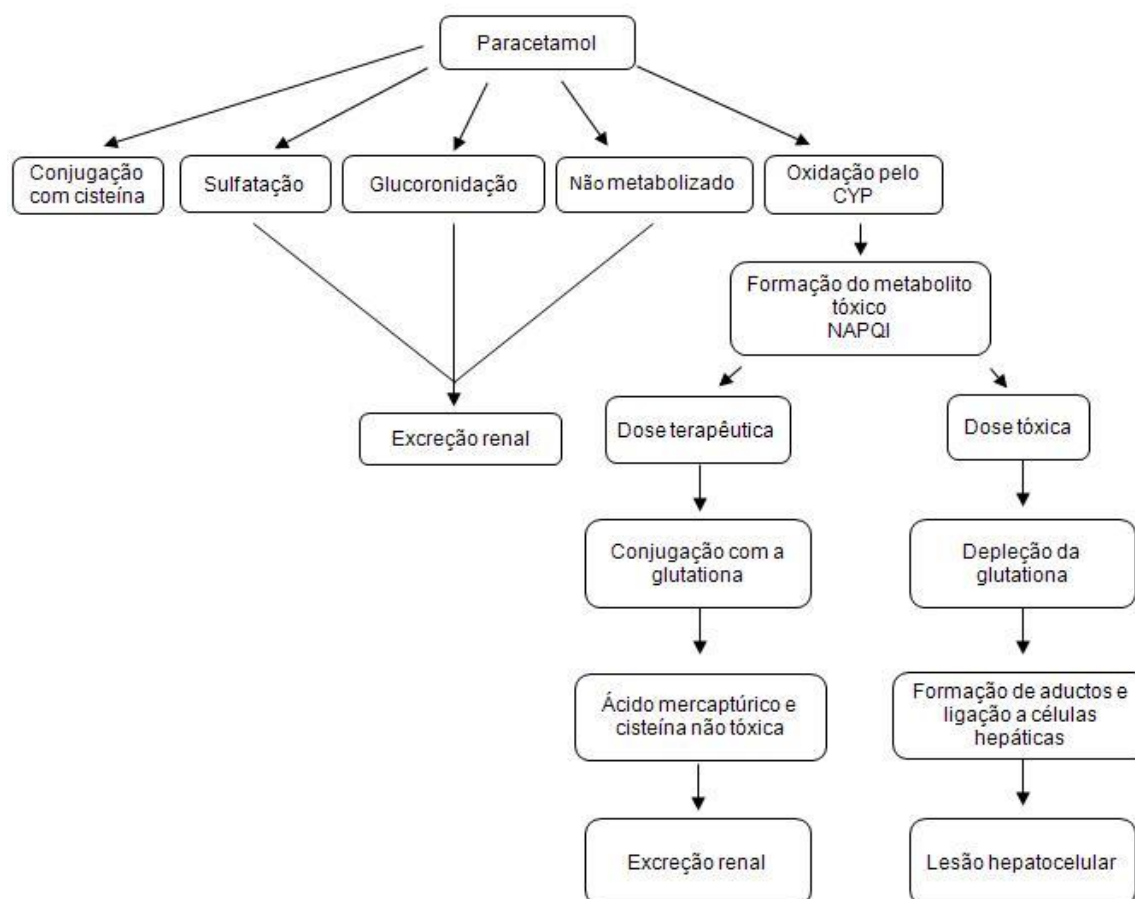 Paracetamol
Conjugação
com cisteína
Sulfatação
Glucoronidação
Não metabolizado
Oxidação pelo
CYP
Formação do metabolito
tóxico
NAPQI
Excreção renal
Dose terapêutica
Dose tóxica
Conjugação com a
glutationa
Depleção da
glutationa
Ácido mercaptúrico e
cisteína não tóxica
Formação de aductos e
ligação a células
hepáticas
Excreção renal
Lesão hepatocelular